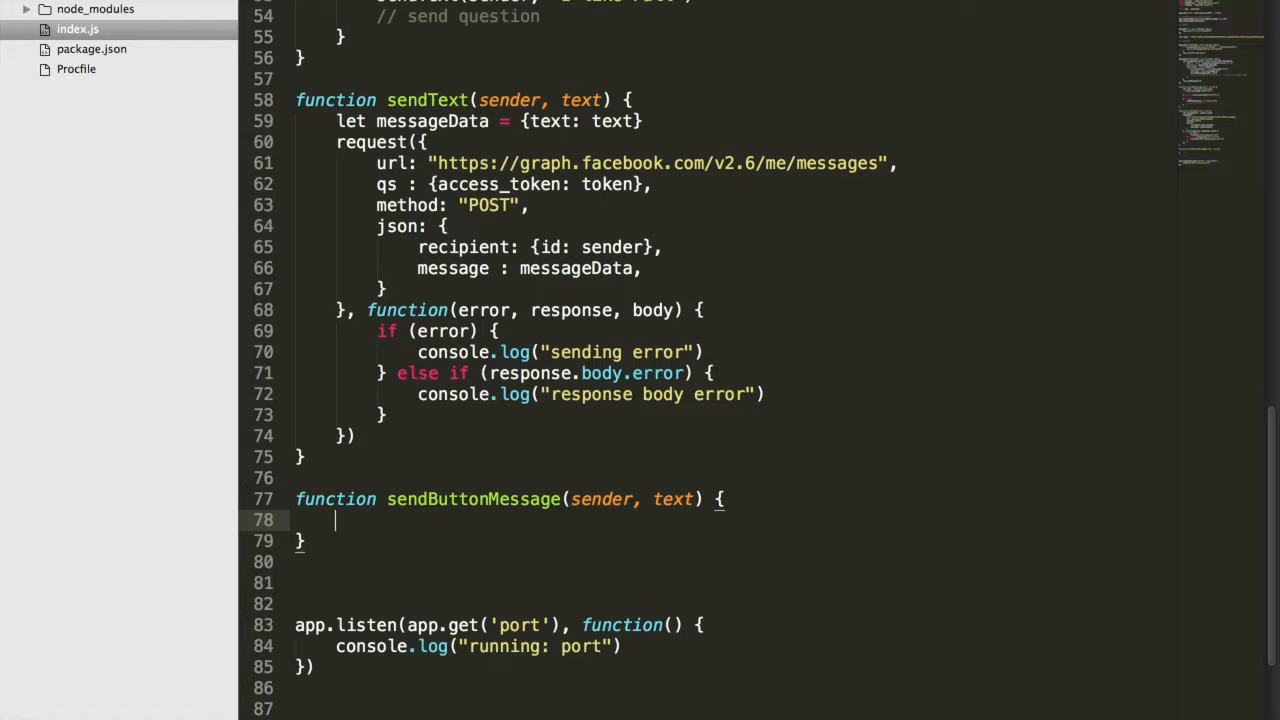 node_modules
index.js
package.json
Procfile
54 // send question
55 }
56 }
57
58 function sendText(sender, text) {
59 let messageData = {text: text}
60 request({
61 url: "https://graph.facebook.com/v2.6/me/messages",
62 qs : {access_token: token},
63 method: "POST",
64 json: {
65 recipient: {id: sender},
66 message : messageData,
67 }
68 }, function(error, response, body) {
69 if (error) {
70 console.log("sending error")
71 } else if (response.body.error) {
72 console.log("response body error")
73 }
74 })
75 }
76
77 function sendButtonMessage(sender, text) {
78
79 }
80
81
82
83 app.listen(app.get('port'), function() {
84 console.log("running: port")
85 })
86
87